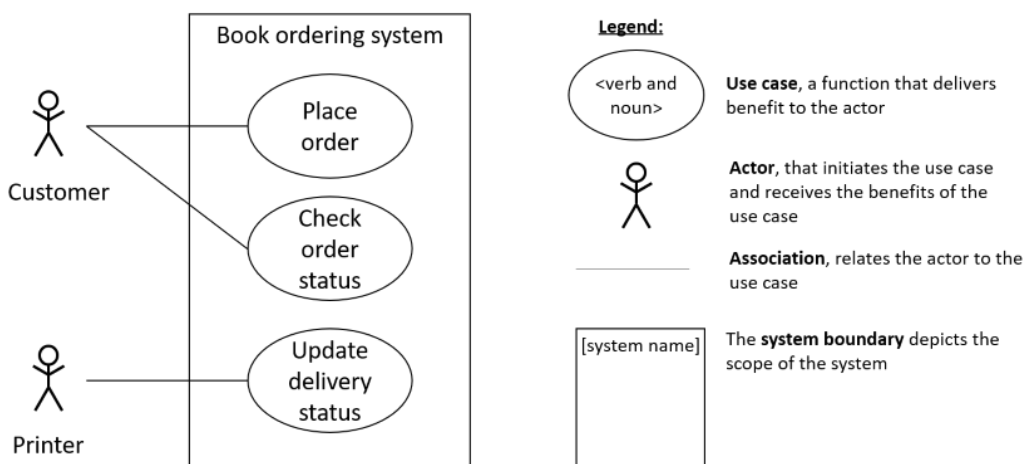 Book ordering system
Place
order
Customer
Check
order
status
Update
delivery
status
Printer
Legend:
<verb and
noun>
Use case, a function that delivers
benefit to the actor
Actor, that initiates the use case
and receives the benefits of the
use case
Association, relates the actor to the
use case
[system name]
The system boundary depicts the
scope of the system